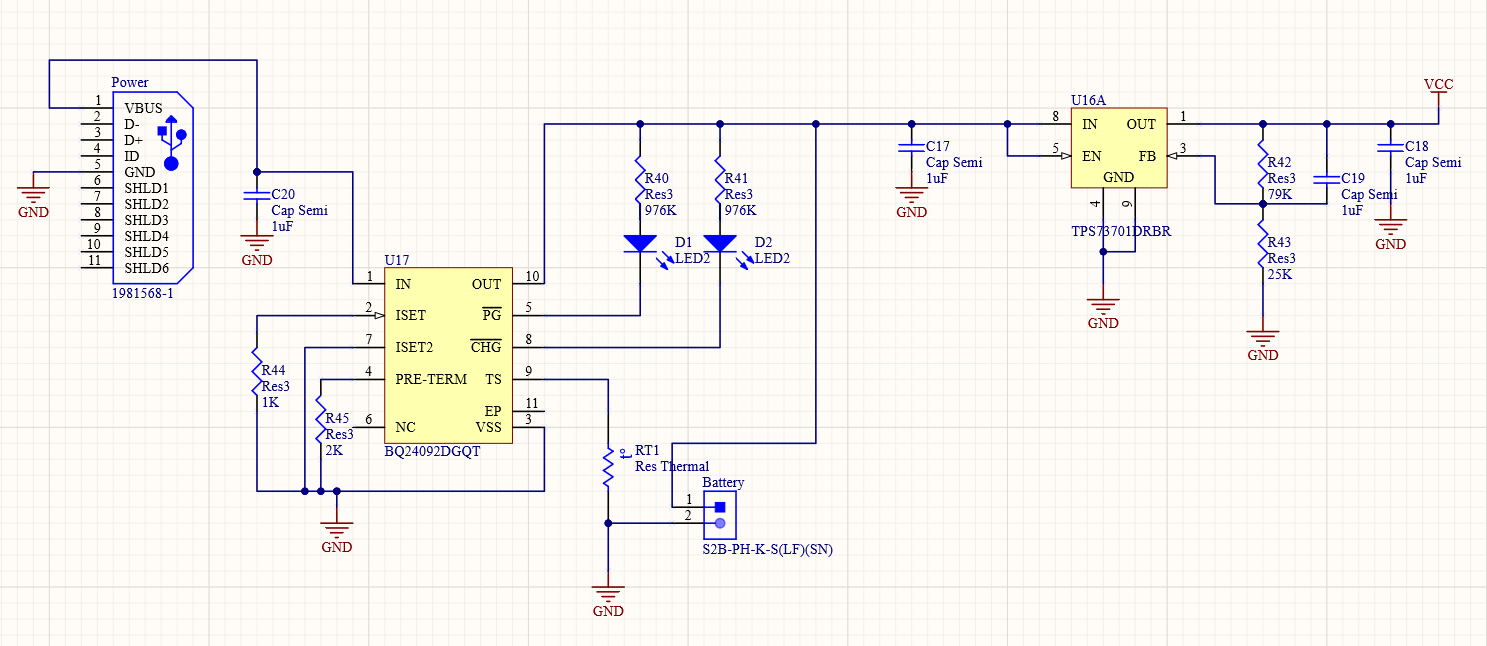 Power
1 VBUS
2 D-
3 D+
4 ID
5 GND
6 SHLD1
7 SHLD2
8 SHLD3
9 SHLD4
10 SHLD5
11 SHLD6
1981568-1
GND
C20
Cap Semi
1uF
GND
U17
1 IN OUT 10
2 ISET PG 5
7 ISET2 CHG 8
4 PRE-TERM TS 9
EP 11
6 NC VSS 3
BQ24092DGQT
R44
Res3
1K
R45
Res3
2K
GND
R40
Res3
976K
R41
Res3
976K
D1
LED2
D2
LED2
RT1
Res Thermal
t°
Battery
1
2
S2B-PH-K-S(LF)(SN)
GND
C17
Cap Semi
1uF
GND
U16A
8 IN OUT 1
5 EN FB 3
GND
4 9
TPS73701DRBR
GND
R42
Res3
79K
R43
Res3
25K
GND
C19
Cap Semi
1uF
C18
Cap Semi
1uF
GND
VCC